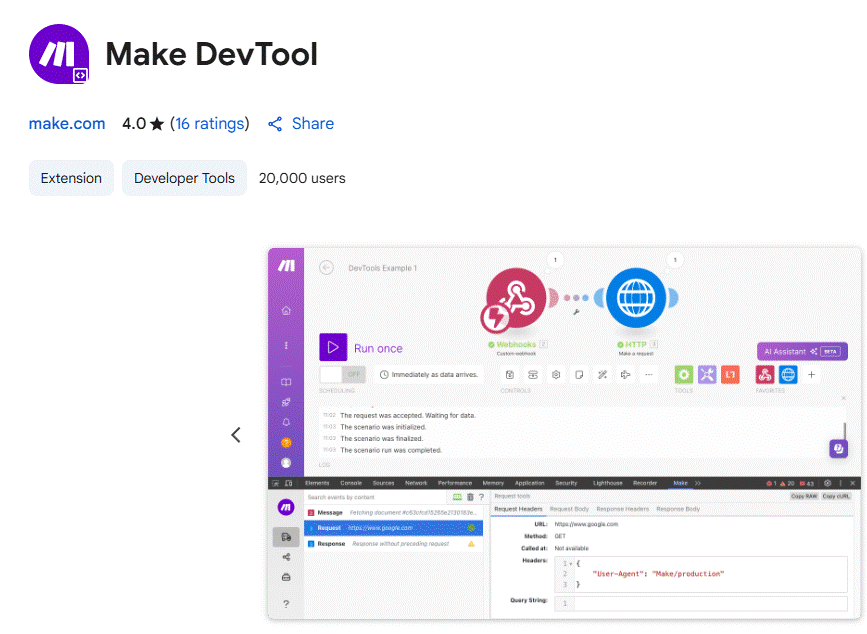 Make DevTool
make.com 4.0 ★ (16 ratings) Share
Extension Developer Tools 20,000 users
DevTools Example 1
1 1
Webhooks 2 HTTP 3
Custom webhook Make a request
Run once
AI Assistant BETA
OFF Immediately as data arrives.
SCHEDULING CONTROLS TOOLS FAVORITES
11:02 The request was accepted. Waiting for data.
11:03 The scenario was initialized.
11:03 The scenario was finalized.
11:03 The scenario run was completed.
LOG
Elements Console Sources Network Performance Memory Application Security Lighthouse Recorder Make 1 20 43
Search events by content ? Request tools Copy RAW Copy cURL
Request Headers Request Body Response Headers Response Body
Message
Request https://www.google.com
Response Response without preceding request
URL: https://www.google.com
Method: GET
Called at: Not available
Headers: 1 {
2 "User-Agent": "Make/production"
3 }
Query String: 1
?